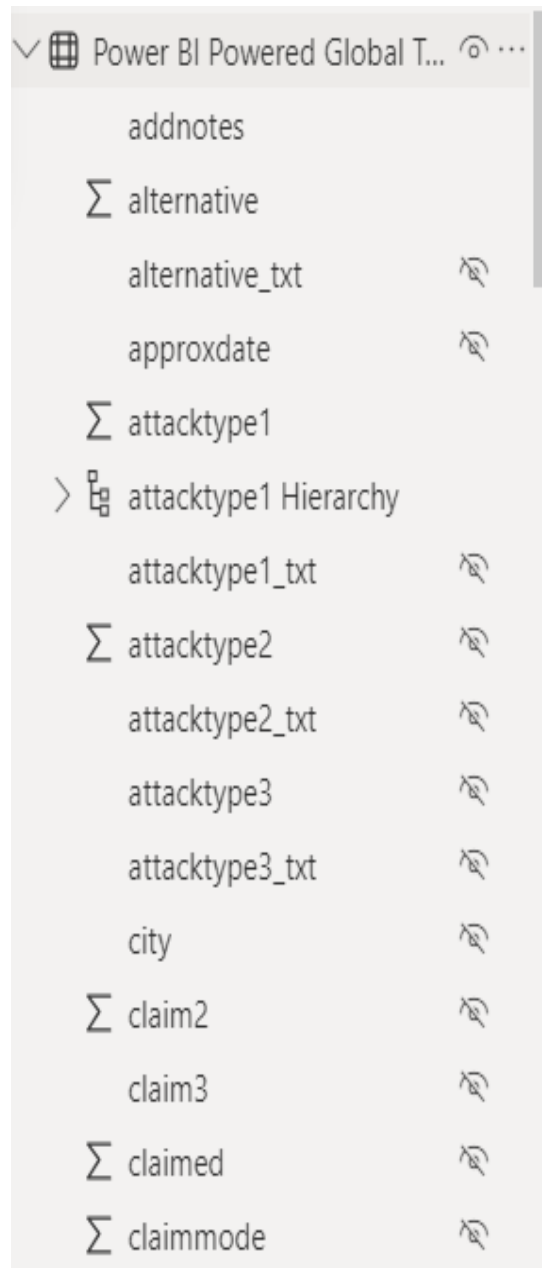 Power BI Powered Global T...
addnotes
alternative
alternative_txt
approxdate
attacktype1
attacktype1 Hierarchy
attacktype1_txt
attacktype2
attacktype2_txt
attacktype3
attacktype3_txt
city
claim2
claim3
claimed
claimmode